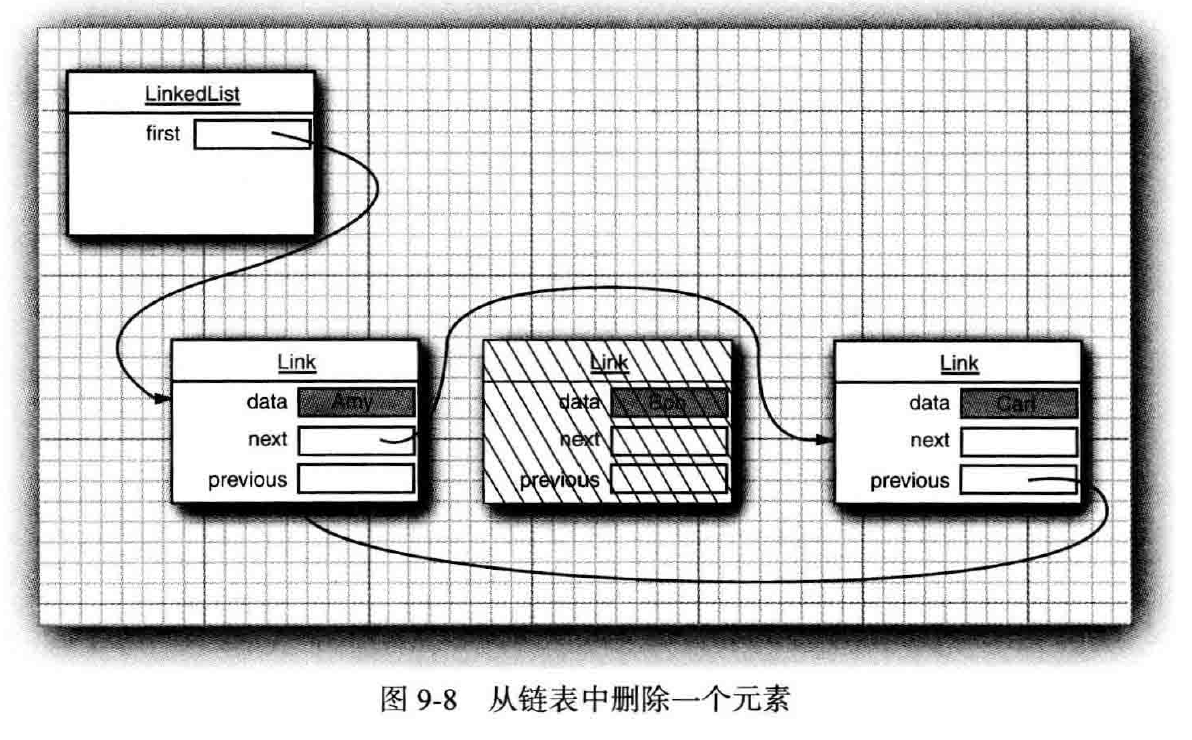 LinkedList
first
Link
data Amy
next
previous
Link
data Bob
next
previous
Link
data Carl
next
previous
图 9-8 从链表中删除一个元素